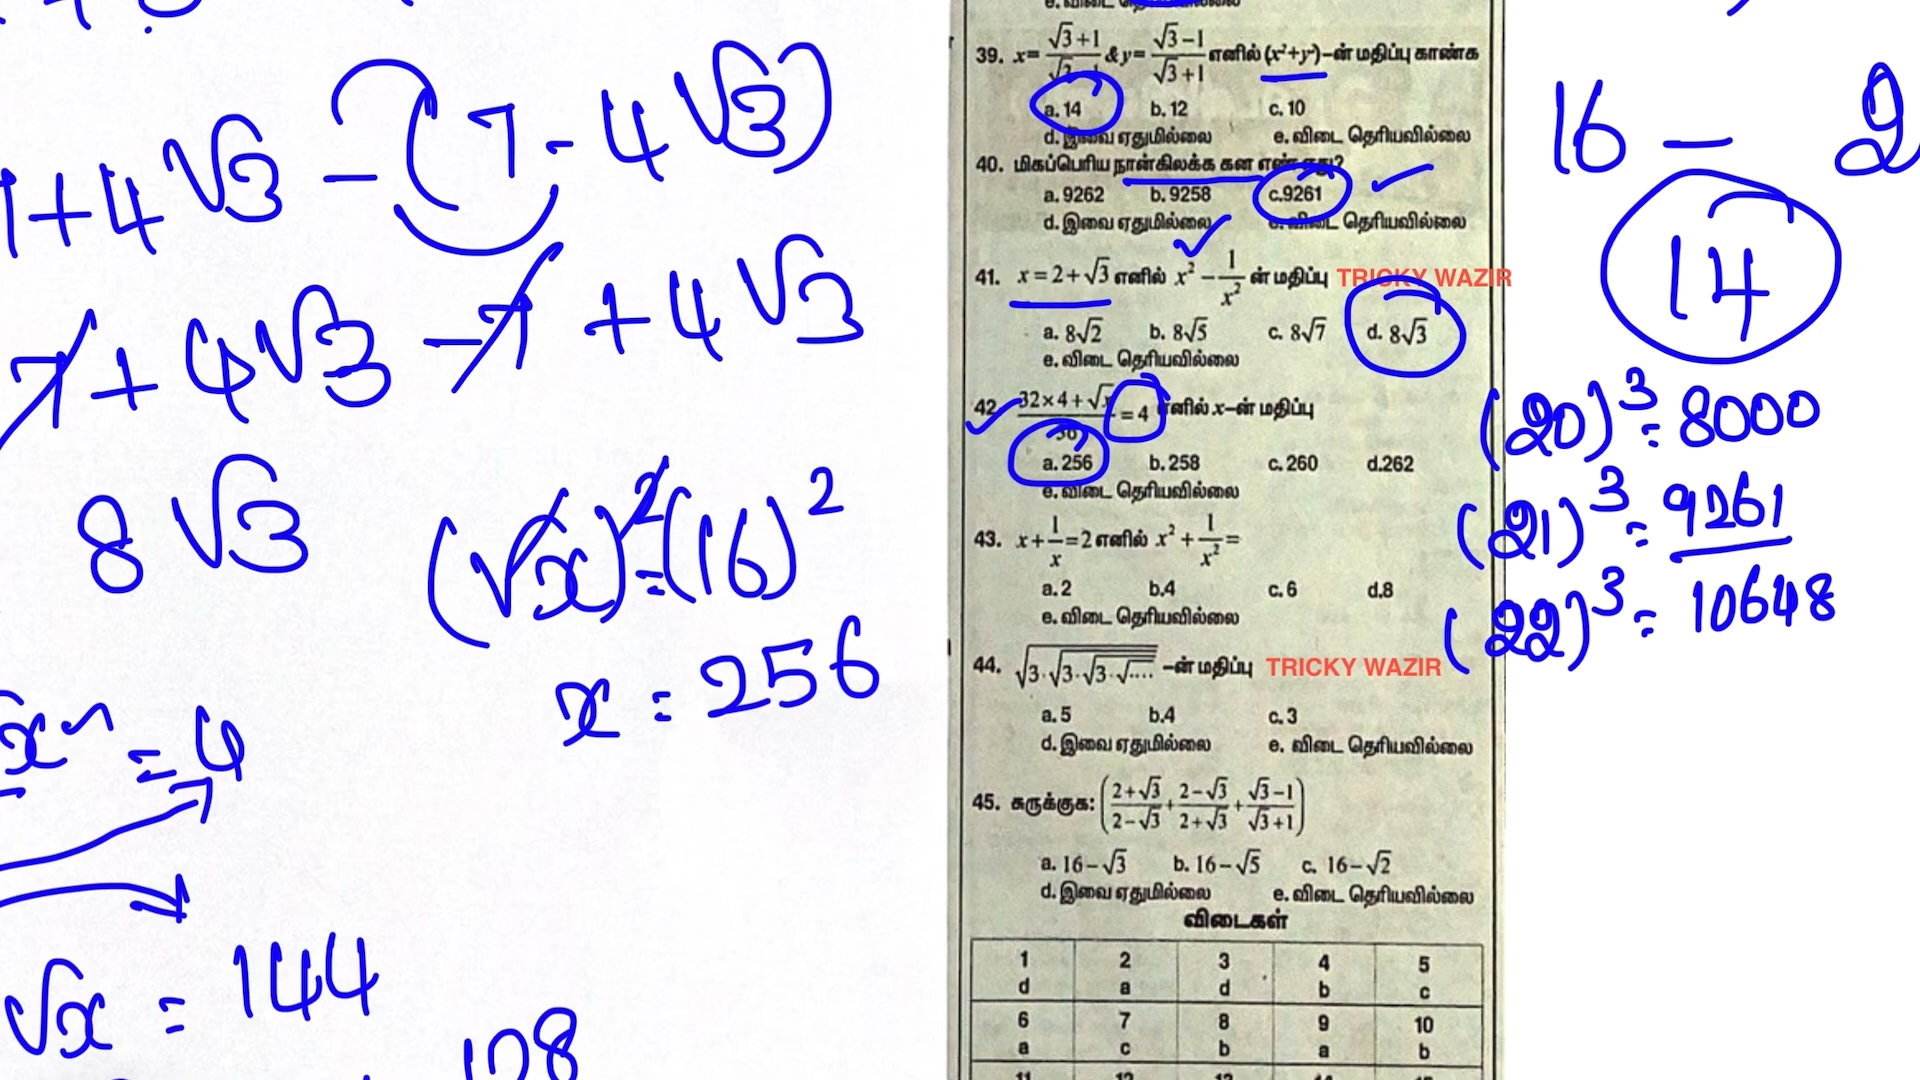 39. x= √3+1 & y= √3−1 / √3+1 எனில் (x²+y²)−ன் மதிப்பு காண்க
a. 14 b. 12 c. 10
d. இவை ஏதுமில்லை e. விடை தெரியவில்லை
40. மிகப்பெரிய நான்கிலக்க கன எண் எது?
a. 9262 b. 9258 c.9261
d. இவை ஏதுமில்லை e. விடை தெரியவில்லை
41. x = 2+√3 எனில் x² − 1/x² ன் மதிப்பு TRICKY WAZIR
a. 8√2 b. 8√5 c. 8√7 d. 8√3
e. விடை தெரியவில்லை
42. 32×4+√x / 36 = 4 எனில் x−ன் மதிப்பு
a. 256 b. 258 c. 260 d.262
e. விடை தெரியவில்லை
43. x+1/x=2 எனில் x²+1/x²=
a. 2 b.4 c. 6 d.8
e. விடை தெரியவில்லை
44. √3·√3·√3·√.... −ன் மதிப்பு TRICKY WAZIR
a. 5 b.4 c. 3
d. இவை ஏதுமில்லை e. விடை தெரியவில்லை
45. சுருக்குக: (2+√3/2−√3 + 2−√3/2+√3 + √3−1/√3+1)
a. 16−√3 b. 16−√5 c. 16−√2
d. இவை ஏதுமில்லை e. விடை தெரியவில்லை
விடைகள்
1 2 3 4 5
d a d b c
6 7 8 9 10
a c b a b
+4√3 − (7 - 4√3)
7+4√3 −7 +4√3
8√3
(√x)² = (16)²
x = 256
= 4
√x = 144
128
16 − 2
14
(20)³ = 8000
(21)³ = 9261
(22)³ = 10648